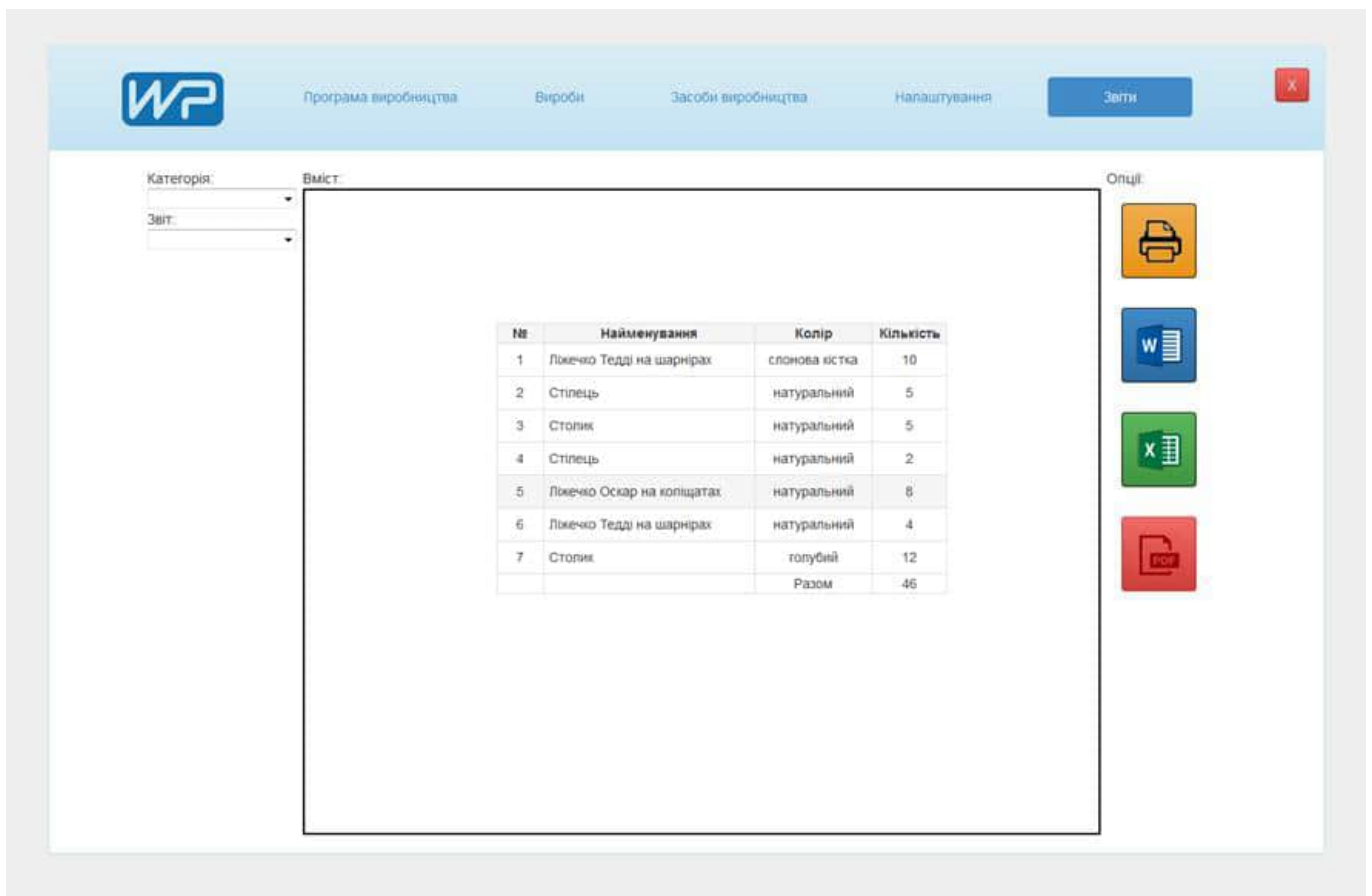 WP
Програма виробництва Вироби Засоби виробництва Налаштування Звіти X
Категорія: Вміст: Опції:
Звіт:
№ Найменування Колір Кількість
1 Ліжечко Тедді на шарнірах слонова кістка 10
2 Стілець натуральний 5
3 Столик натуральний 5
4 Стілець натуральний 2
5 Ліжечко Оскар на коліщатах натуральний 8
6 Ліжечко Тедді на шарнірах натуральний 4
7 Столик голубий 12
Разом 46
W
X
PDF